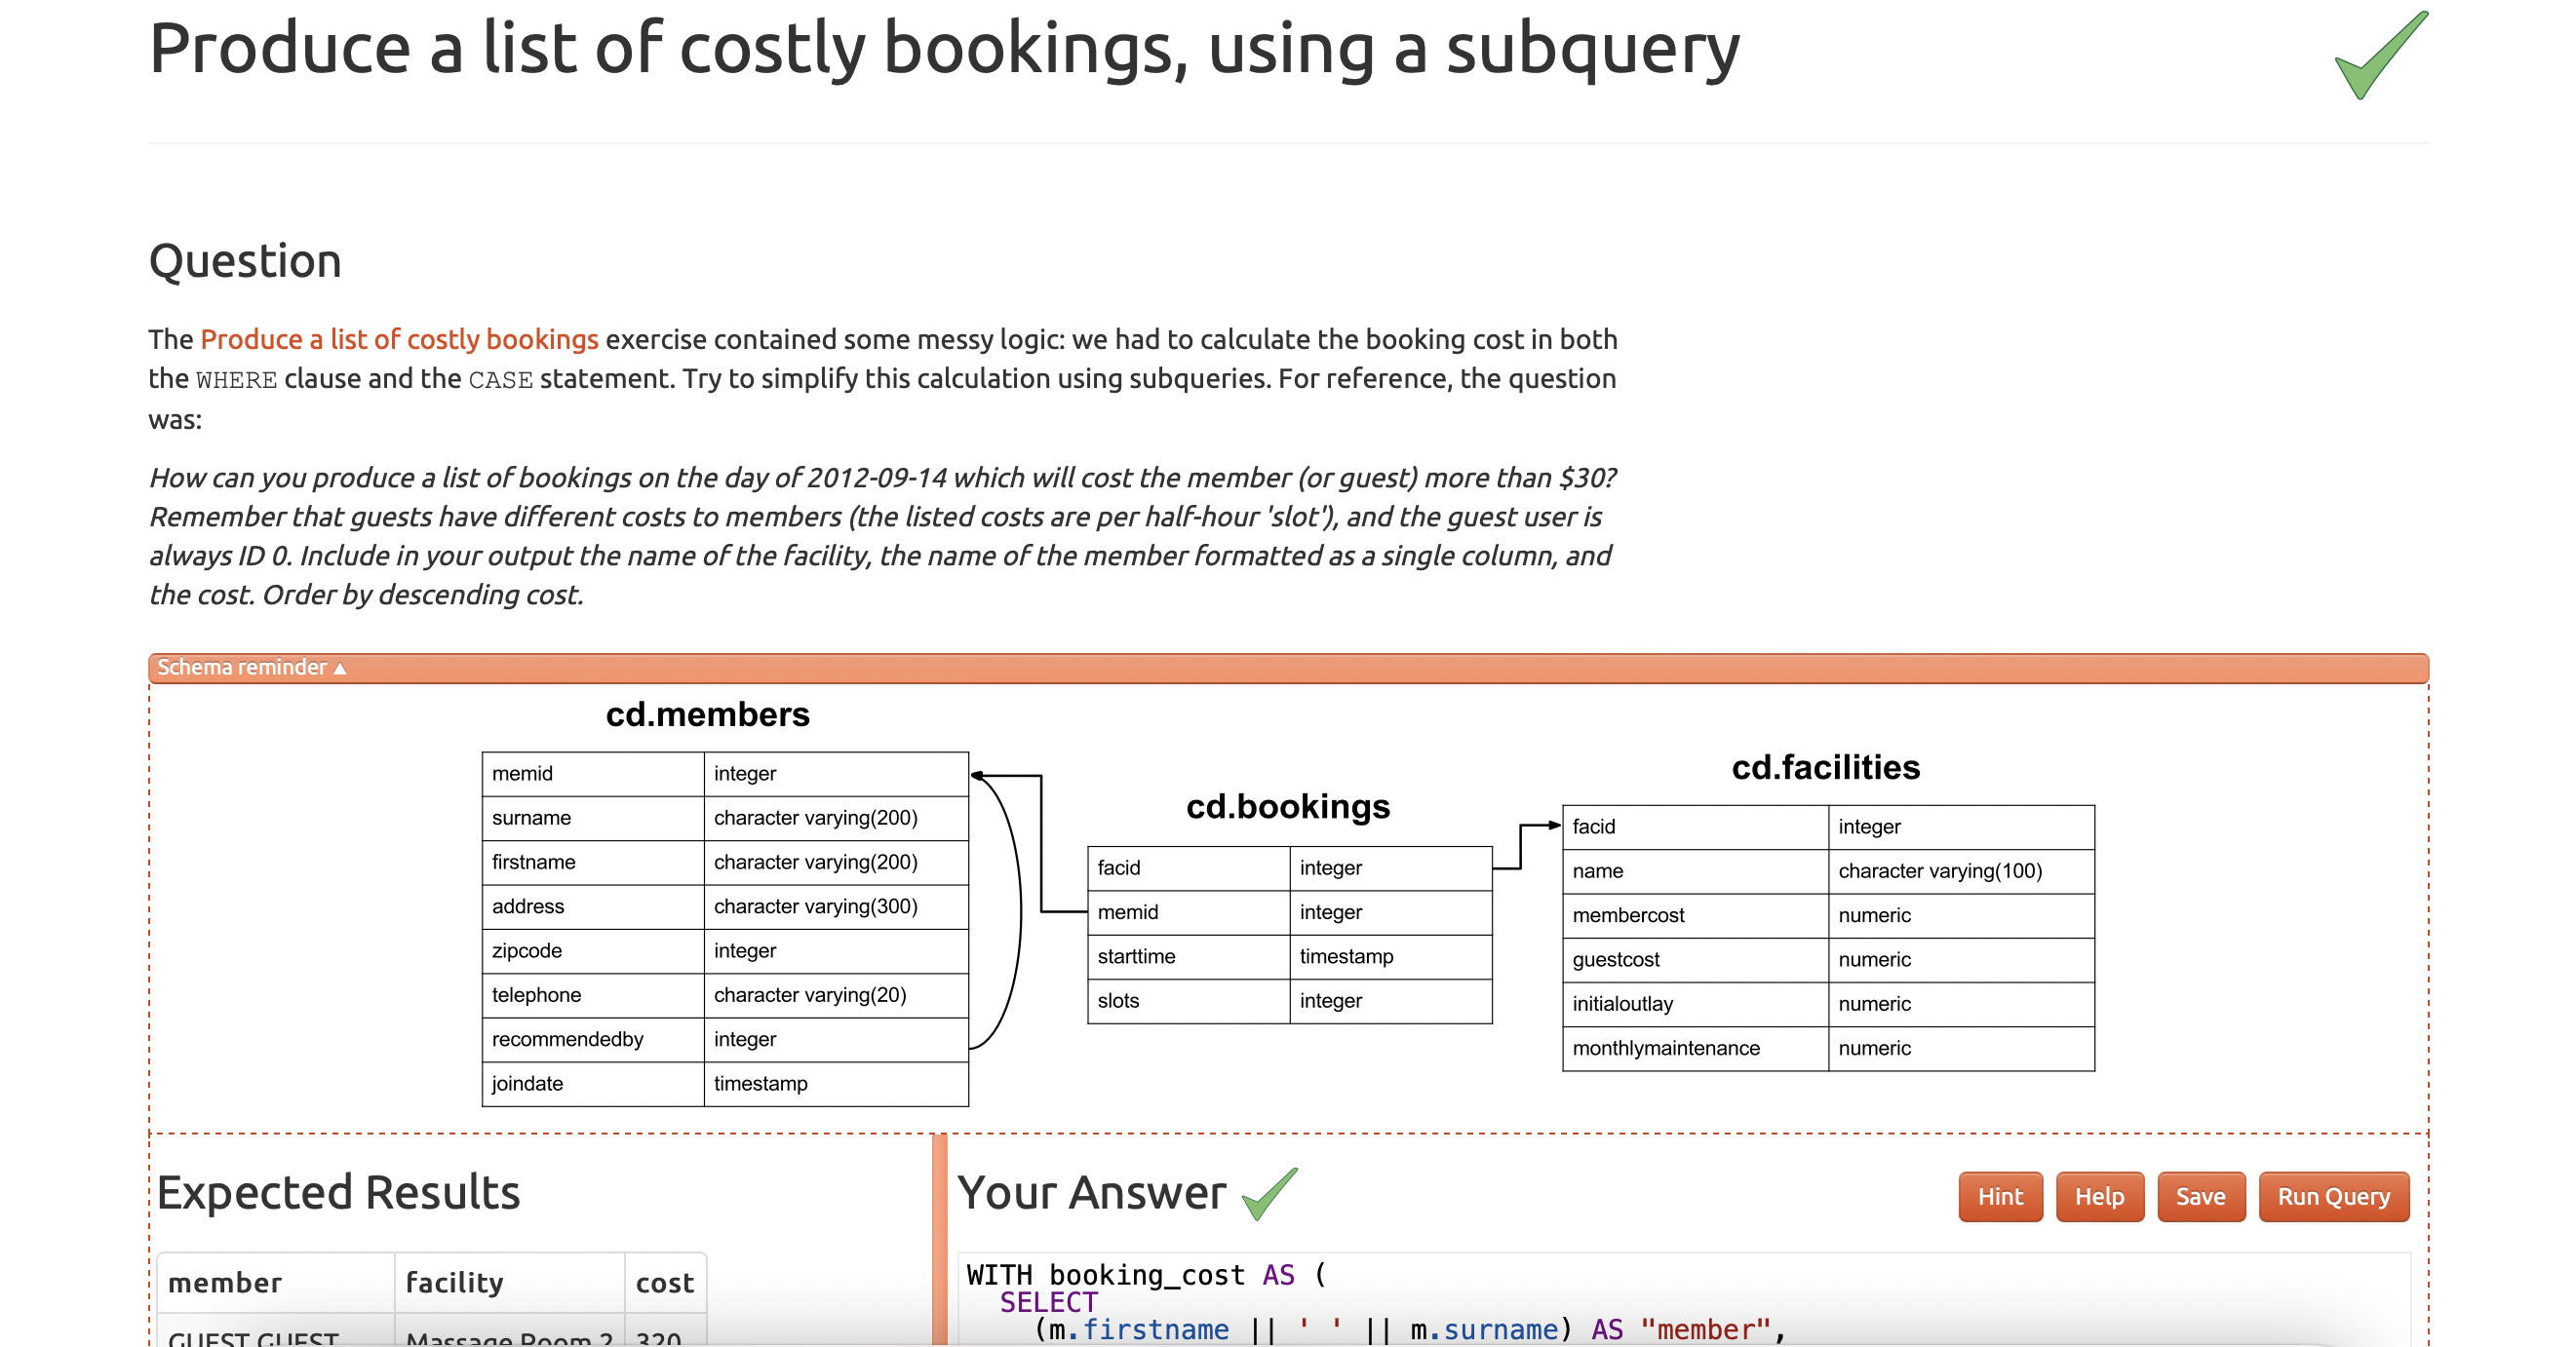 Produce a list of costly bookings, using a subquery
Question
The Produce a list of costly bookings exercise contained some messy logic: we had to calculate the booking cost in both
the WHERE clause and the CASE statement. Try to simplify this calculation using subqueries. For reference, the question
was:
How can you produce a list of bookings on the day of 2012-09-14 which will cost the member (or guest) more than $30?
Remember that guests have different costs to members (the listed costs are per half-hour 'slot'), and the guest user is
always ID 0. Include in your output the name of the facility, the name of the member formatted as a single column, and
the cost. Order by descending cost.
Schema reminder ▲
cd.members
memid integer
surname character varying(200)
firstname character varying(200)
address character varying(300)
zipcode integer
telephone character varying(20)
recommendedby integer
joindate timestamp
cd.bookings
facid integer
memid integer
starttime timestamp
slots integer
cd.facilities
facid integer
name character varying(100)
membercost numeric
guestcost numeric
initialoutlay numeric
monthlymaintenance numeric
Expected Results
member facility cost
GUEST GUEST Massage Room 2 320
Your Answer
Hint Help Save Run Query
WITH booking_cost AS (
SELECT
(m.firstname || ' ' || m.surname) AS "member",